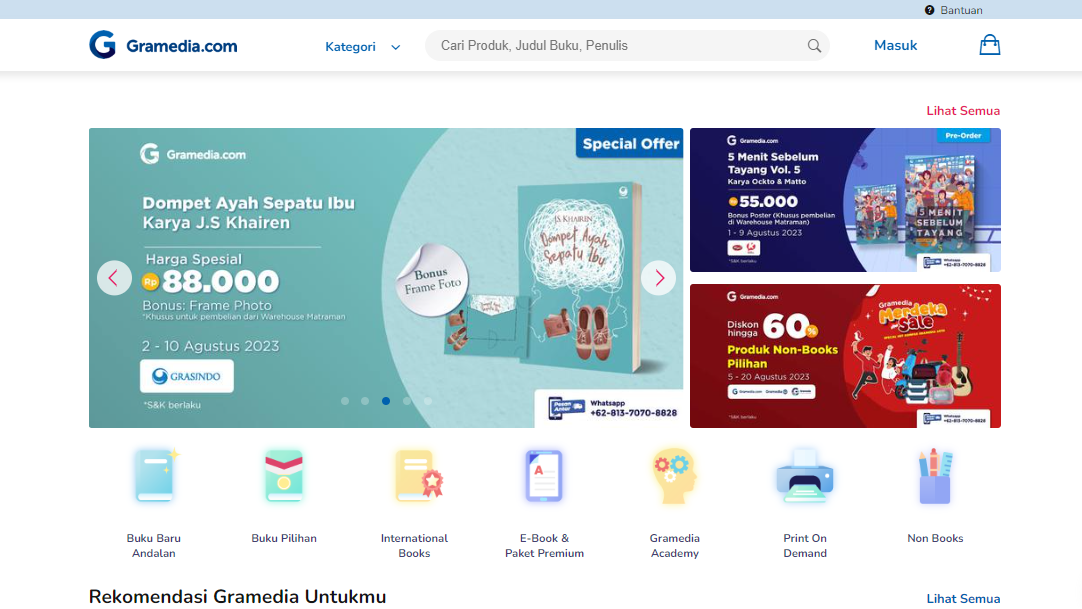 Bantuan
Gramedia.com
Kategori
Cari Produk, Judul Buku, Penulis
Masuk
Lihat Semua
Gramedia.com
Special Offer
Dompet Ayah Sepatu Ibu
Karya J.S Khairen
Harga Spesial
Rp 88.000
Bonus: Frame Photo
*Khusus untuk pembelian dari Warehouse Matraman
2 - 10 Agustus 2023
GRASINDO
*S&K berlaku
Bonus
Frame Foto
J.S. KHAIREN
Dompet Ayah
Sepatu Ibu
Pesan
Antar
Whatsapp
+62-813-7070-8828
Gramedia.com
Pre-Order
5 Menit Sebelum
Tayang Vol. 5
Karya Ockto & Matto
Rp 55.000
Bonus Poster (Khusus pembelian
di Warehouse Matraman)
1 - 9 Agustus 2023
*S&K berlaku
5 MENIT
SEBELUM
TAYANG
Whatsapp
+62-813-7070-8828
Gramedia.com
Diskon
hingga
60%
Produk Non-Books
Pilihan
5 - 20 Agustus 2023
*S&K berlaku
Gramedia
Merdeka
Sale
Whatsapp
+62-813-7070-8828
Buku Baru
Andalan
Buku Pilihan
International
Books
A
E-Book &
Paket Premium
Gramedia
Academy
Print On
Demand
Non Books
Rekomendasi Gramedia Untukmu
Lihat Semua